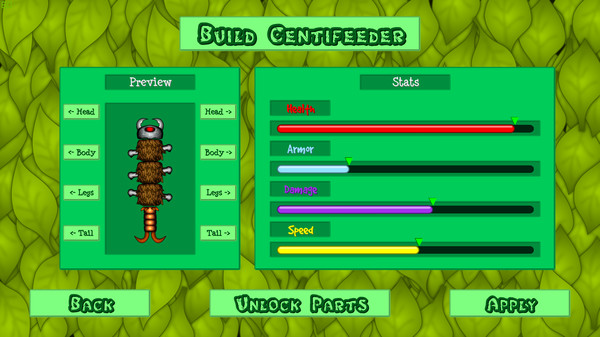 Build Centifeeder
Preview
Stats
<- Head
Head ->
<- Body
Body ->
<- Legs
Legs ->
<- Tail
Tail ->
Health
Armor
Damage
Speed
Back
Unlock Parts
Apply